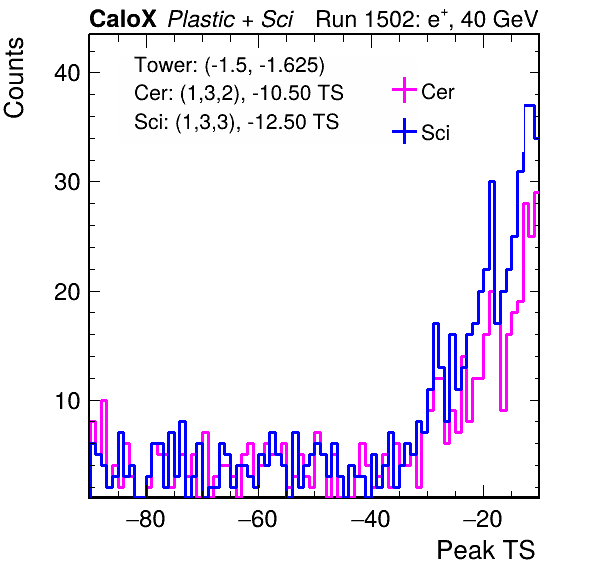 CaloX Plastic + Sci Run 1502: e+, 40 GeV
Counts
Tower: (-1.5, -1.625)
Cer: (1,3,2), -10.50 TS
Sci: (1,3,3), -12.50 TS
Cer
Sci
40
30
20
10
−80 −60 −40 −20
Peak TS